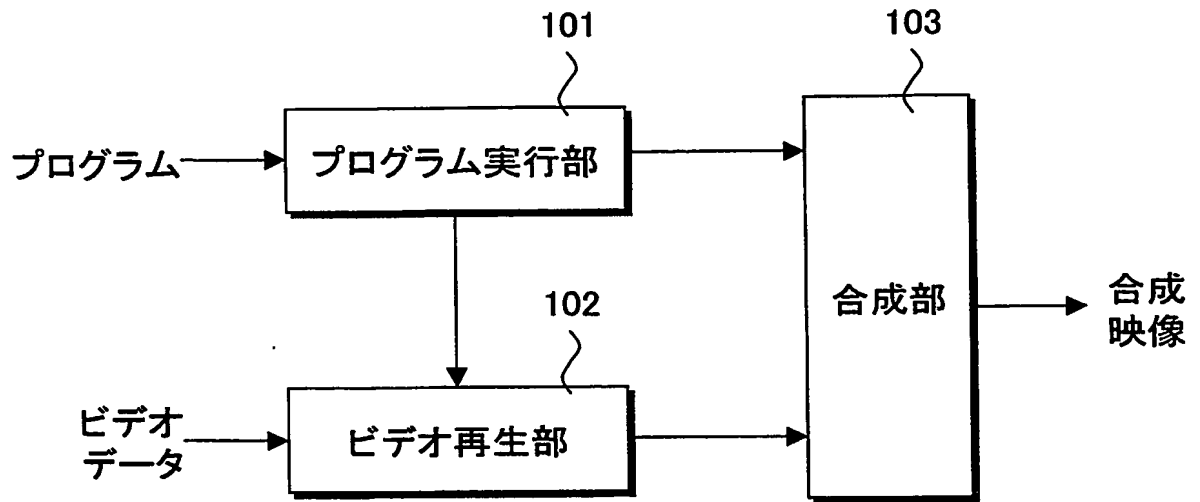 101
103
プログラム
プログラム実行部
合成部
合成
映像
102
ビデオ
データ
ビデオ再生部